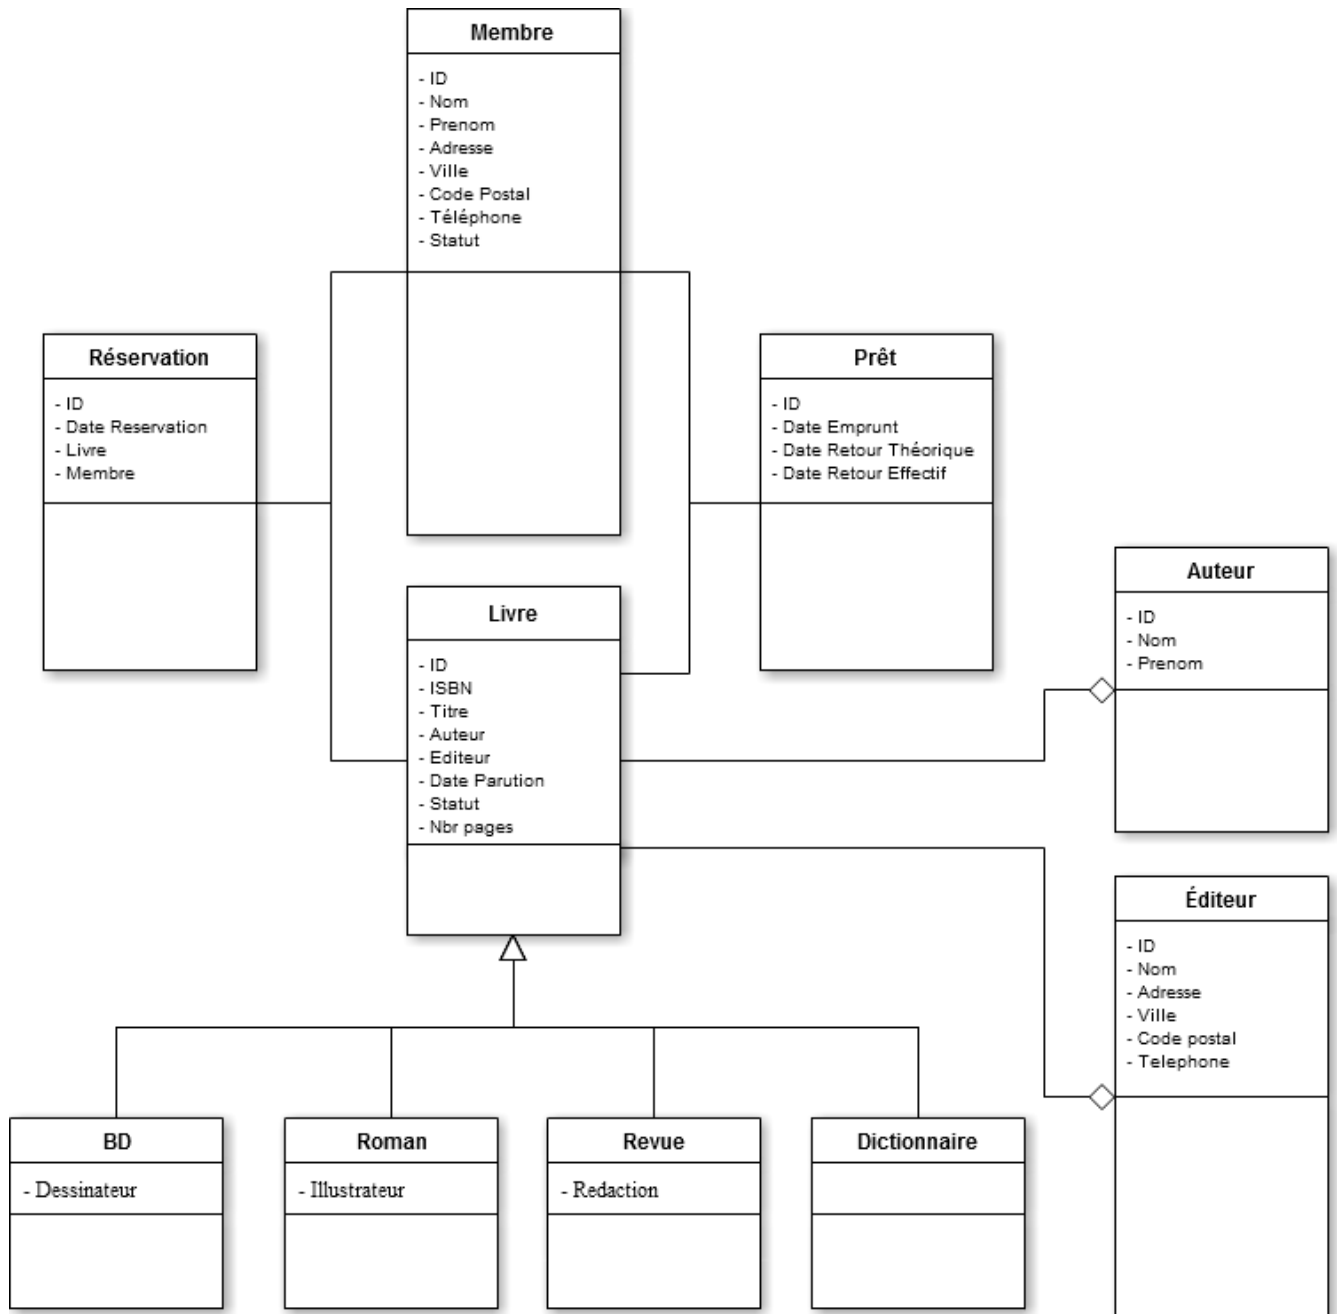 Membre
- ID
- Nom
- Prenom
- Adresse
- Ville
- Code Postal
- Téléphone
- Statut
Réservation
- ID
- Date Reservation
- Livre
- Membre
Prêt
- ID
- Date Emprunt
- Date Retour Théorique
- Date Retour Effectif
Livre
- ID
- ISBN
- Titre
- Auteur
- Editeur
- Date Parution
- Statut
- Nbr pages
Auteur
- ID
- Nom
- Prenom
Éditeur
- ID
- Nom
- Adresse
- Ville
- Code postal
- Telephone
BD
- Dessinateur
Roman
- Illustrateur
Revue
- Redaction
Dictionnaire